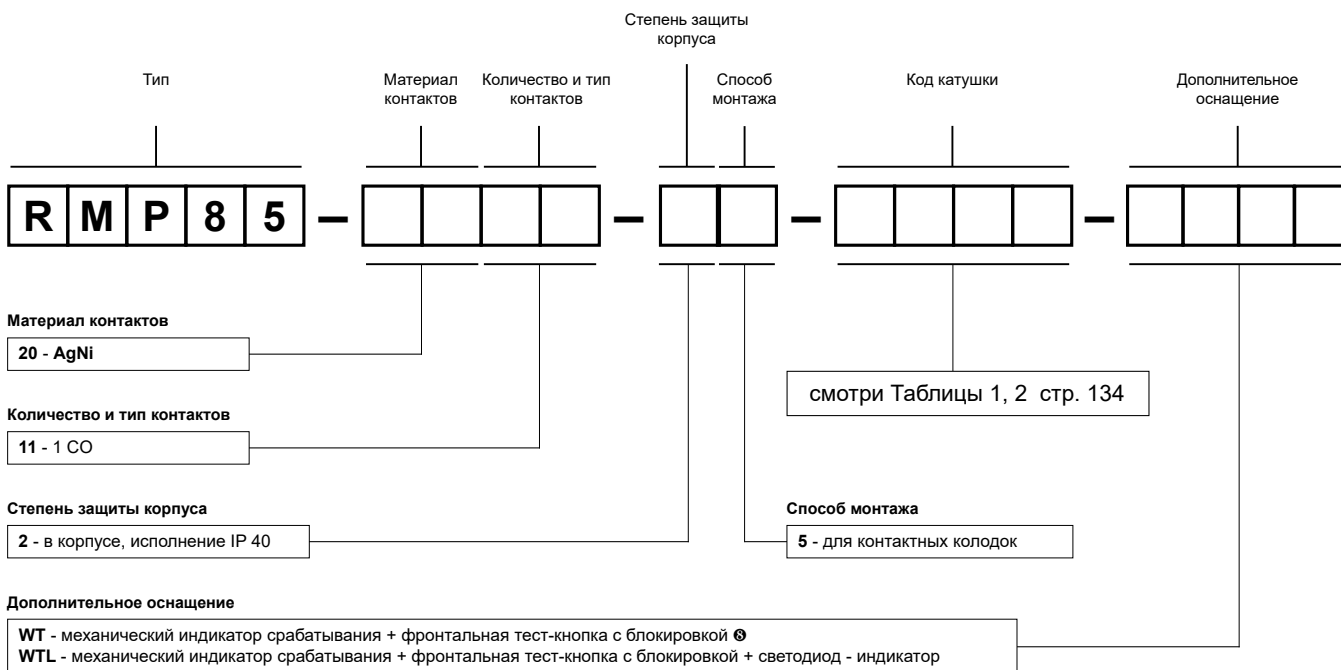 Степень защиты
корпуса
Тип
Материал
контактов
Количество и тип
контактов
Способ
монтажа
Код катушки
Дополнительное
оснащение
RMP85 – – – –
Материал контактов
20 - AgNi
смотри Таблицы 1, 2 стр. 134
Количество и тип контактов
11 - 1 CO
Степень защиты корпуса
2 - в корпусе, исполнение IP 40
Способ монтажа
5 - для контактных колодок
Дополнительное оснащение
WT - механический индикатор срабатывания + фронтальная тест-кнопка с блокировкой ❽
WTL - механический индикатор срабатывания + фронтальная тест-кнопка с блокировкой + светодиод - индикатор